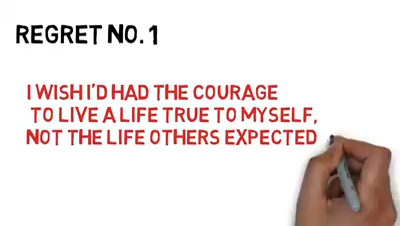 REGRET NO. 1
I WISH I'D HAD THE COURAGE
TO LIVE A LIFE TRUE TO MYSELF,
NOT THE LIFE OTHERS EXPECTED